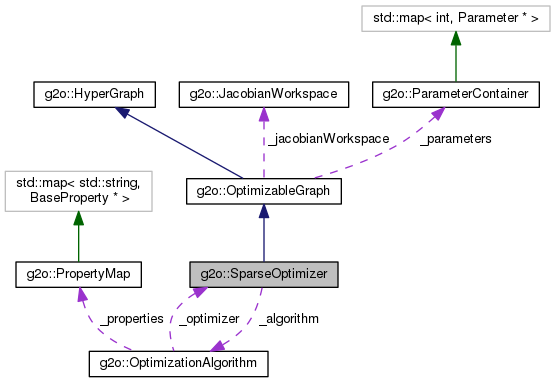 std::map< int, Parameter * >
g2o::HyperGraph
g2o::JacobianWorkspace
g2o::ParameterContainer
_jacobianWorkspace
_parameters
std::map< std::string,
BaseProperty * >
g2o::OptimizableGraph
g2o::PropertyMap
g2o::SparseOptimizer
_properties
_optimizer
_algorithm
g2o::OptimizationAlgorithm